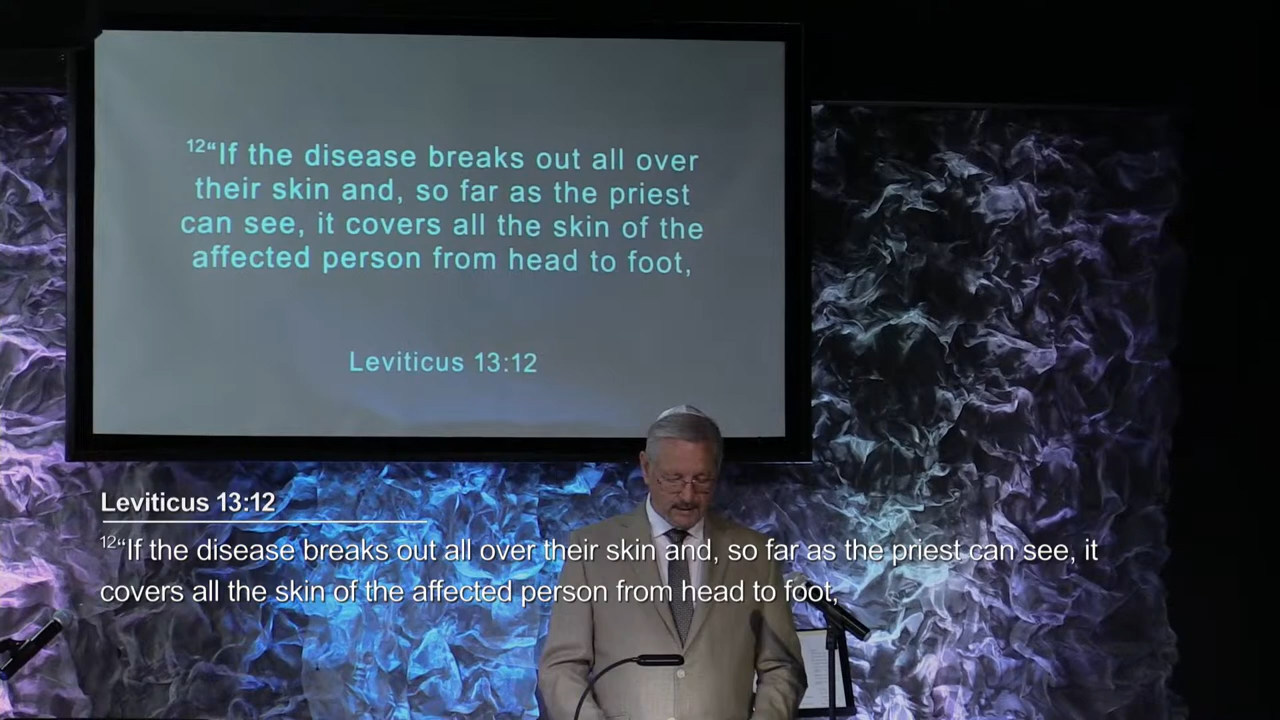 ¹²“If the disease breaks out all over
their skin and, so far as the priest
can see, it covers all the skin of the
affected person from head to foot,
Leviticus 13:12
Leviticus 13:12
¹²“If the disease breaks out all over their skin and, so far as the priest can see, it
covers all the skin of the affected person from head to foot,